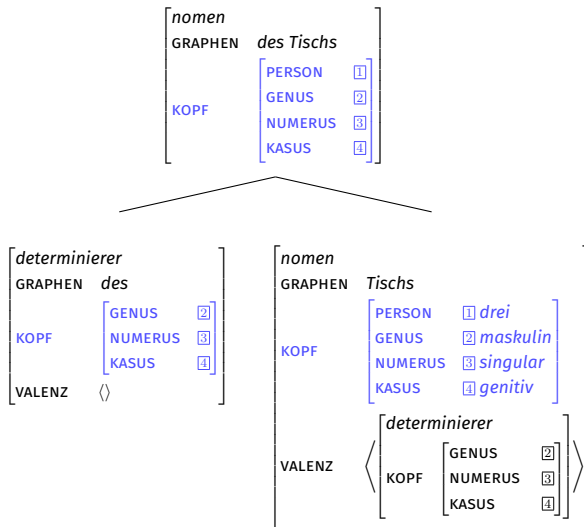 nomen
GRAPHEN des Tischs
KOPF
PERSON 1
GENUS 2
NUMERUS 3
KASUS 4
determinierer
GRAPHEN des
KOPF
GENUS 2
NUMERUS 3
KASUS 4
VALENZ ⟨⟩
nomen
GRAPHEN Tischs
KOPF
PERSON 1 drei
GENUS 2 maskulin
NUMERUS 3 singular
KASUS 4 genitiv
VALENZ
determinierer
KOPF
GENUS 2
NUMERUS 3
KASUS 4